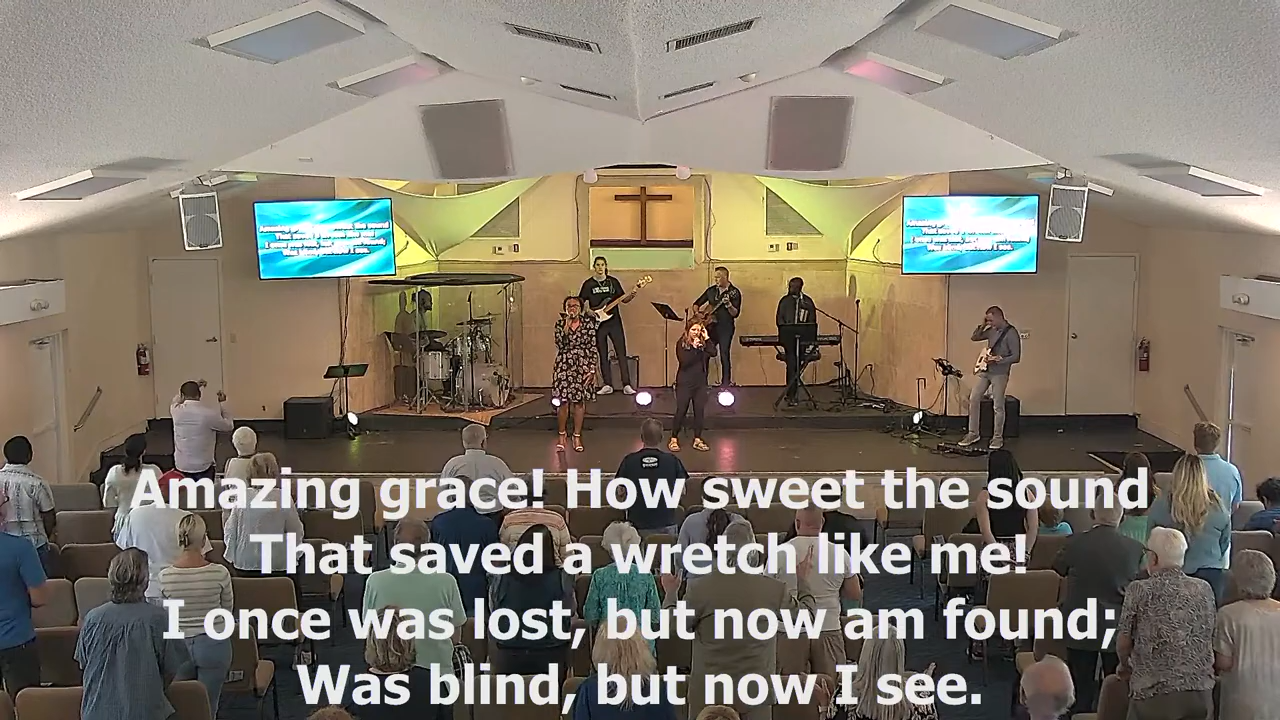 Amazing grace! How sweet the sound
That saved a wretch like me!
I once was lost, but now am found;
Was blind, but now I see.